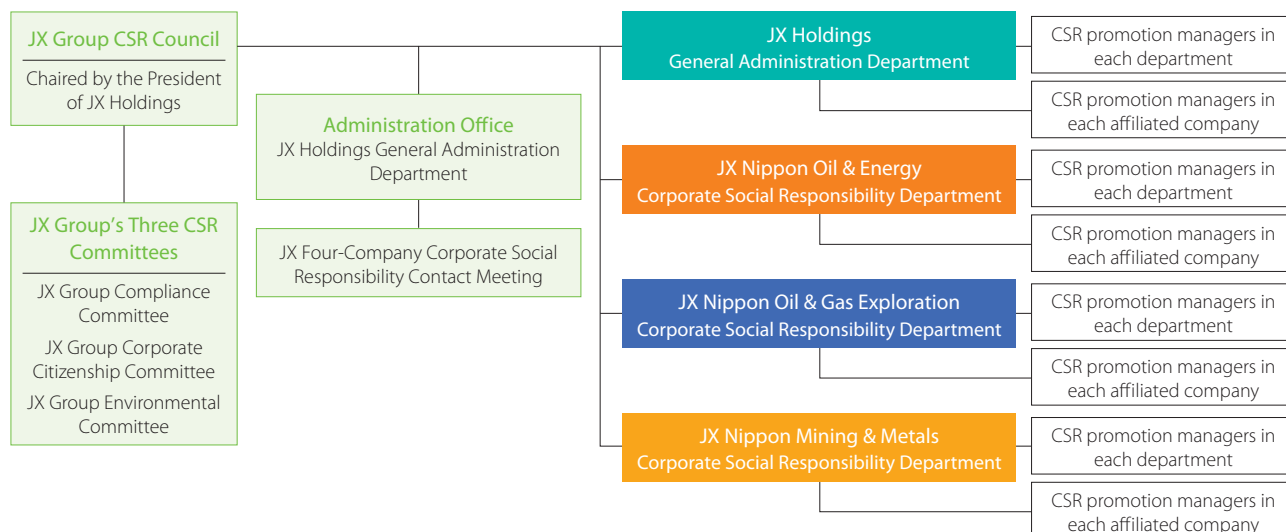 JX Group CSR Council
Chaired by the President
of JX Holdings
JX Group's Three CSR
Committees
JX Group Compliance
Committee
JX Group Corporate
Citizenship Committee
JX Group Environmental
Committee
Administration Office
JX Holdings General Administration
Department
JX Four-Company Corporate Social
Responsibility Contact Meeting
JX Holdings
General Administration Department
CSR promotion managers in
each department
CSR promotion managers in
each affiliated company
JX Nippon Oil & Energy
Corporate Social Responsibility Department
CSR promotion managers in
each department
CSR promotion managers in
each affiliated company
JX Nippon Oil & Gas Exploration
Corporate Social Responsibility Department
CSR promotion managers in
each department
CSR promotion managers in
each affiliated company
JX Nippon Mining & Metals
Corporate Social Responsibility Department
CSR promotion managers in
each department
CSR promotion managers in
each affiliated company